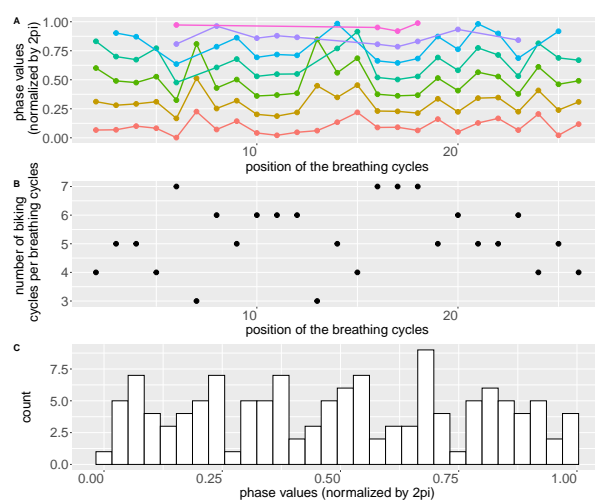 A
phase values
(normalized by 2pi)
1.00
0.75
0.50
0.25
0.00
10
20
position of the breathing cycles
B
number of biking
cycles per breathing cycles
7
6
5
4
3
10
20
position of the breathing cycles
C
count
7.5
5.0
2.5
0.0
0.00
0.25
0.50
0.75
1.00
phase values (normalized by 2pi)